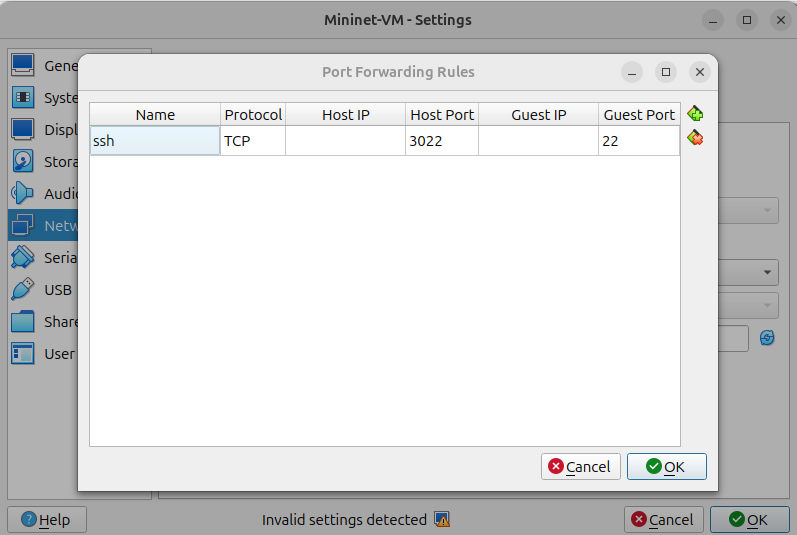 Mininet-VM - Settings
Port Forwarding Rules
Name Protocol Host IP Host Port Guest IP Guest Port
ssh TCP 3022 22
Gene
Syste
Displ
Stora
Audio
Netw
Seria
USB
Share
User
Cancel OK
Help Invalid settings detected Cancel OK